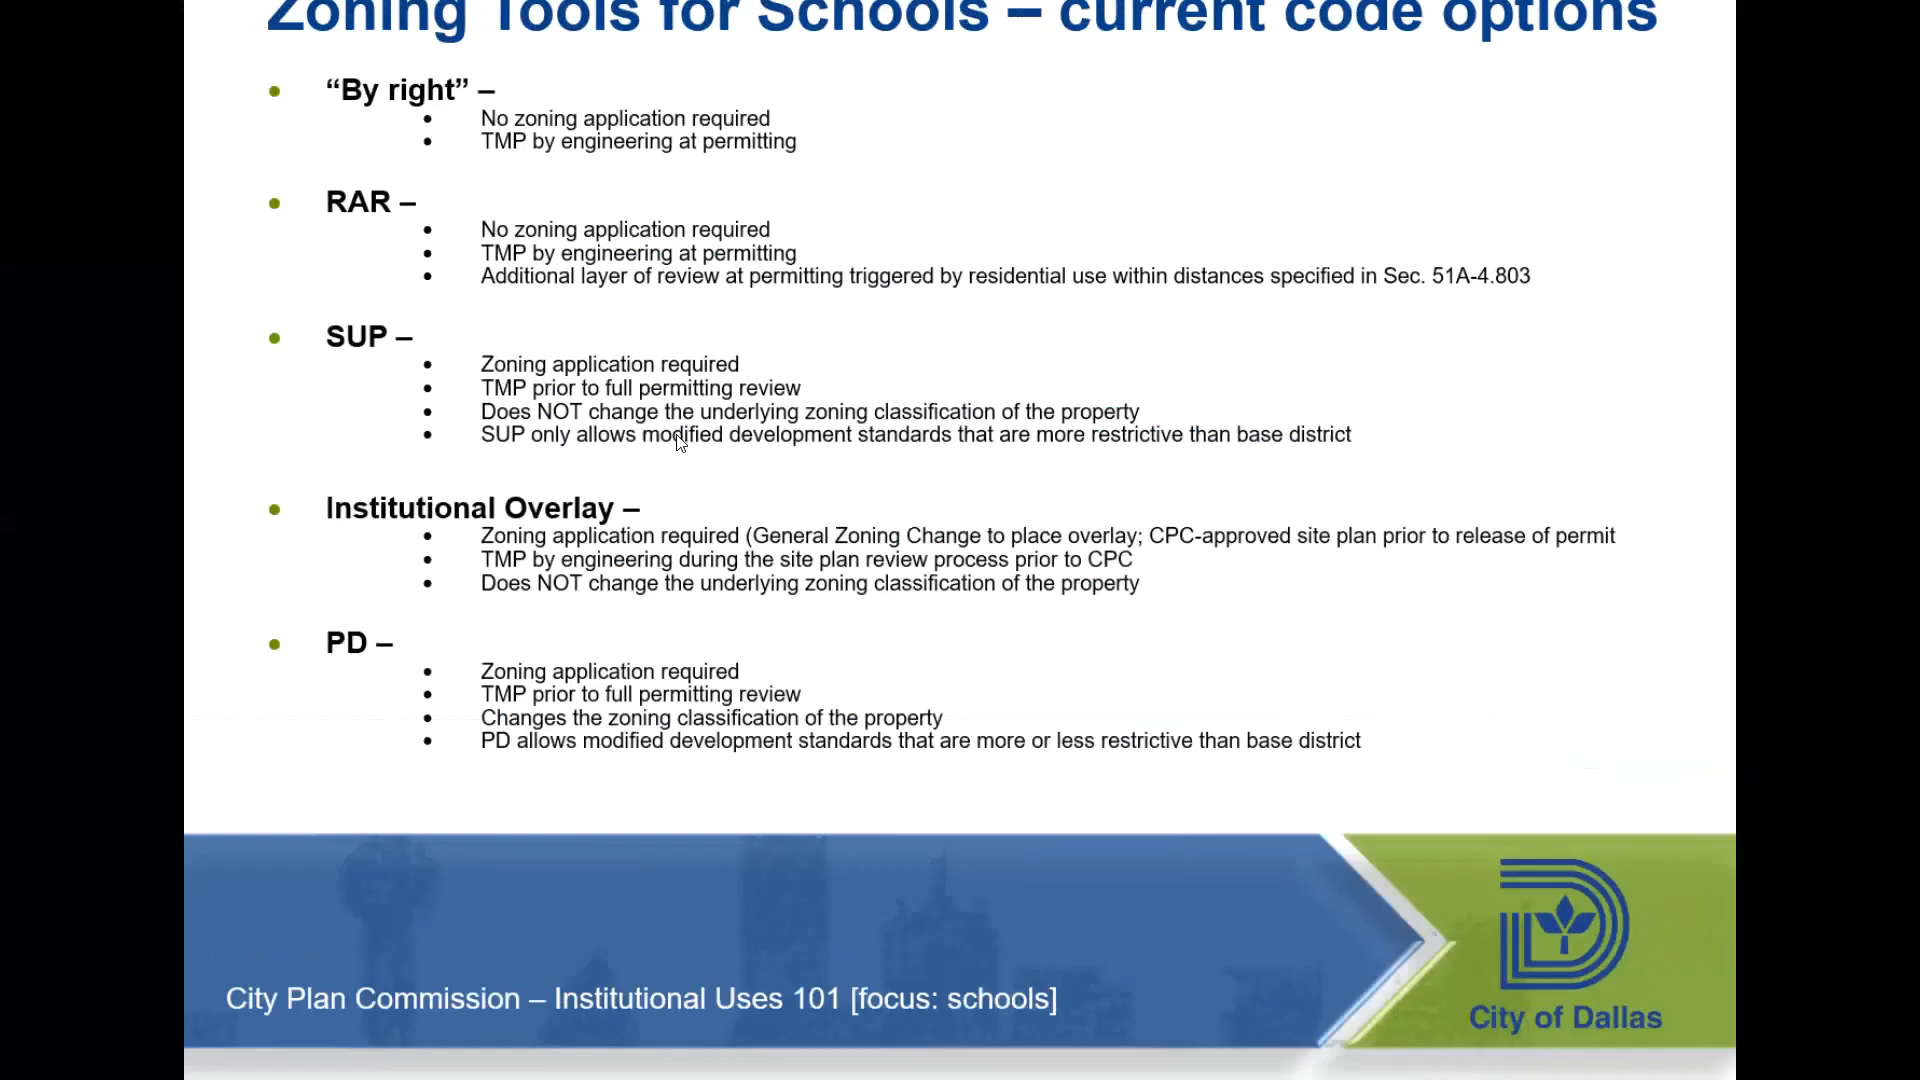 Zoning Tools for Schools – current code options
• “By right” –
• No zoning application required
• TMP by engineering at permitting
• RAR –
• No zoning application required
• TMP by engineering at permitting
• Additional layer of review at permitting triggered by residential use within distances specified in Sec. 51A-4.803
• SUP –
• Zoning application required
• TMP prior to full permitting review
• Does NOT change the underlying zoning classification of the property
• SUP only allows modified development standards that are more restrictive than base district
• Institutional Overlay –
• Zoning application required (General Zoning Change to place overlay; CPC-approved site plan prior to release of permit
• TMP by engineering during the site plan review process prior to CPC
• Does NOT change the underlying zoning classification of the property
• PD –
• Zoning application required
• TMP prior to full permitting review
• Changes the zoning classification of the property
• PD allows modified development standards that are more or less restrictive than base district
City Plan Commission – Institutional Uses 101 [focus: schools]
City of Dallas